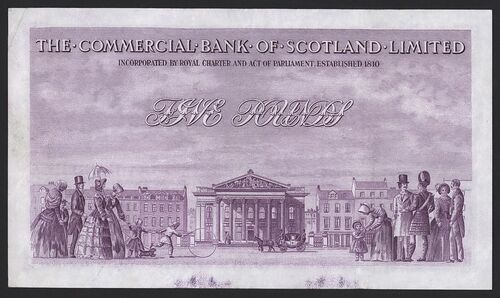 THE·COMMERCIAL·BANK·OF·SCOTLAND·LIMITED
INCORPORATED BY ROYAL CHARTER AND ACT OF PARLIAMENT. ESTABLISHED 1810
FIVE POUNDS